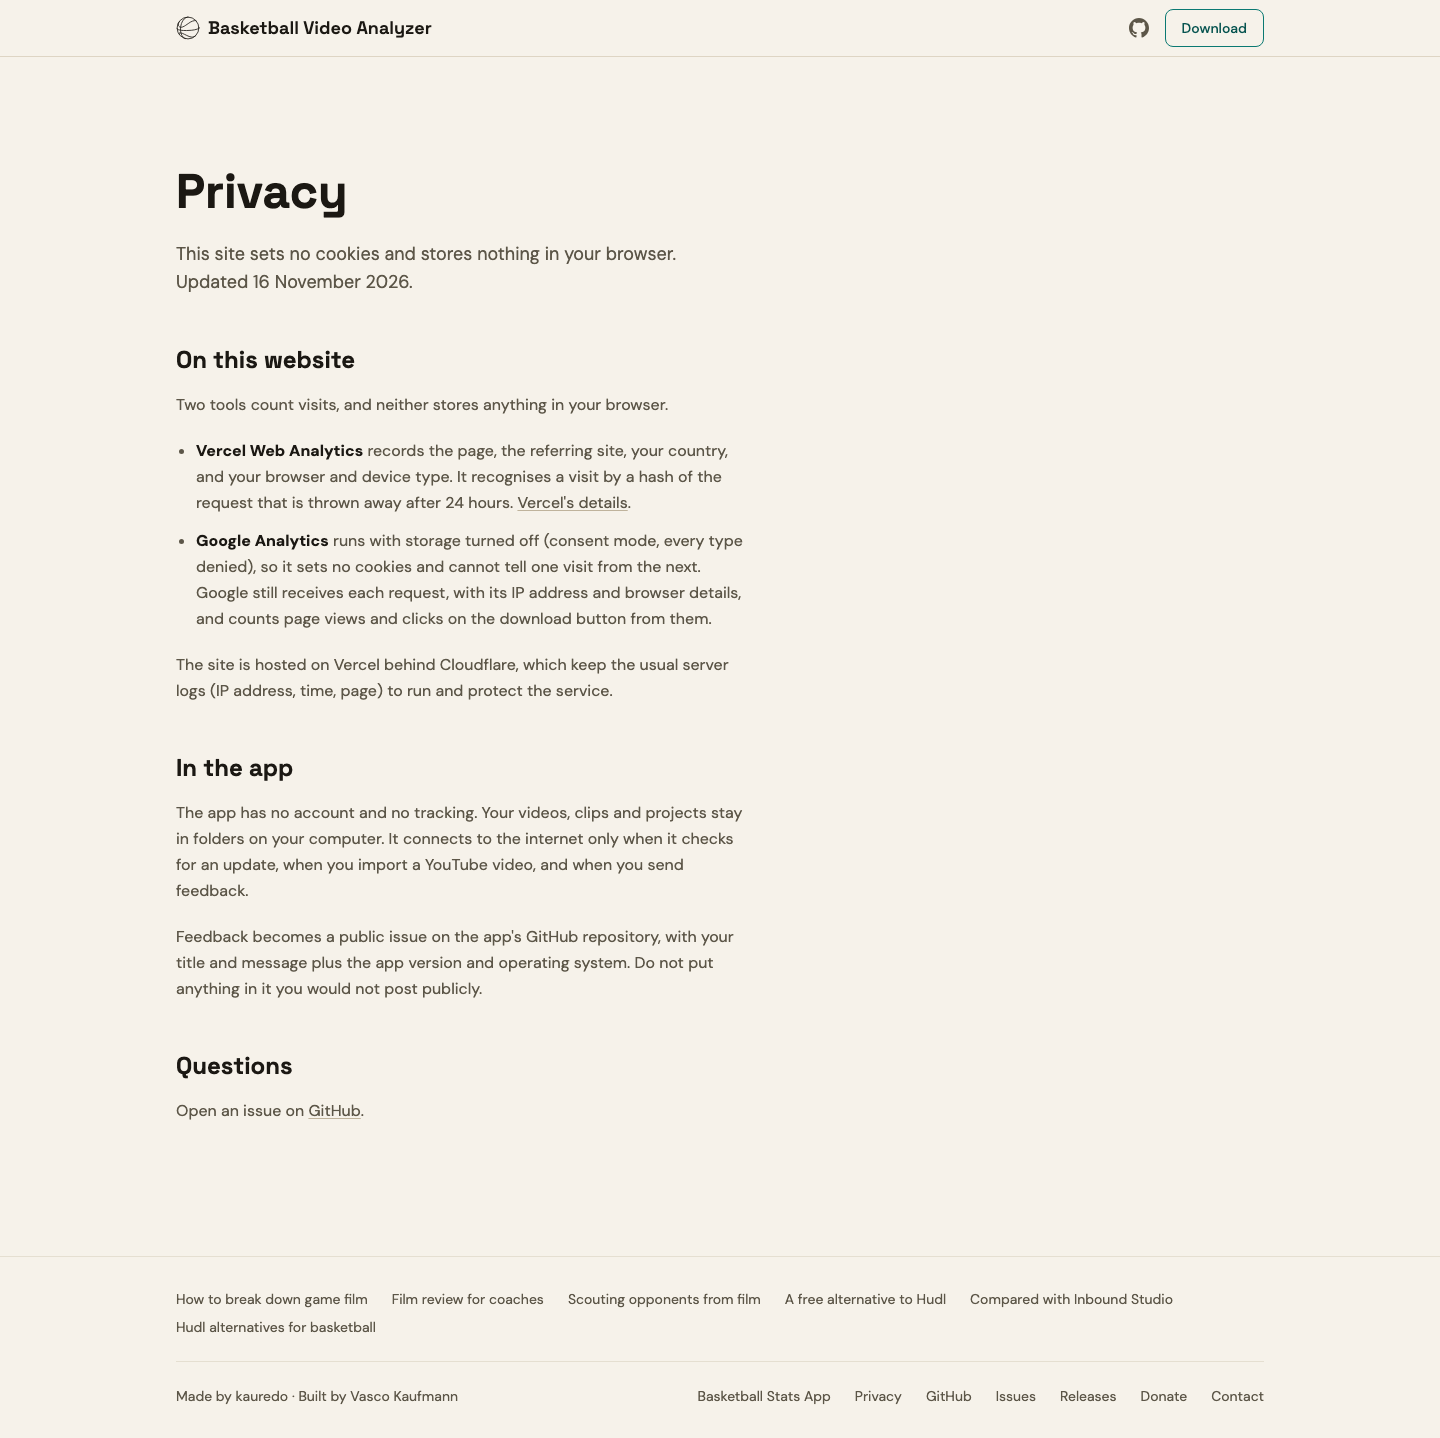 Basketball Video Analyzer
Download
Privacy
This site sets no cookies and stores nothing in your browser.
Updated 16 November 2026.
On this website
Two tools count visits, and neither stores anything in your browser.
• Vercel Web Analytics records the page, the referring site, your country,
and your browser and device type. It recognises a visit by a hash of the
request that is thrown away after 24 hours. Vercel's details.
• Google Analytics runs with storage turned off (consent mode, every type
denied), so it sets no cookies and cannot tell one visit from the next.
Google still receives each request, with its IP address and browser details,
and counts page views and clicks on the download button from them.
The site is hosted on Vercel behind Cloudflare, which keep the usual server
logs (IP address, time, page) to run and protect the service.
In the app
The app has no account and no tracking. Your videos, clips and projects stay
in folders on your computer. It connects to the internet only when it checks
for an update, when you import a YouTube video, and when you send
feedback.
Feedback becomes a public issue on the app's GitHub repository, with your
title and message plus the app version and operating system. Do not put
anything in it you would not post publicly.
Questions
Open an issue on GitHub.
How to break down game film Film review for coaches Scouting opponents from film A free alternative to Hudl Compared with Inbound Studio
Hudl alternatives for basketball
Made by kauredo · Built by Vasco Kaufmann Basketball Stats App Privacy GitHub Issues Releases Donate Contact